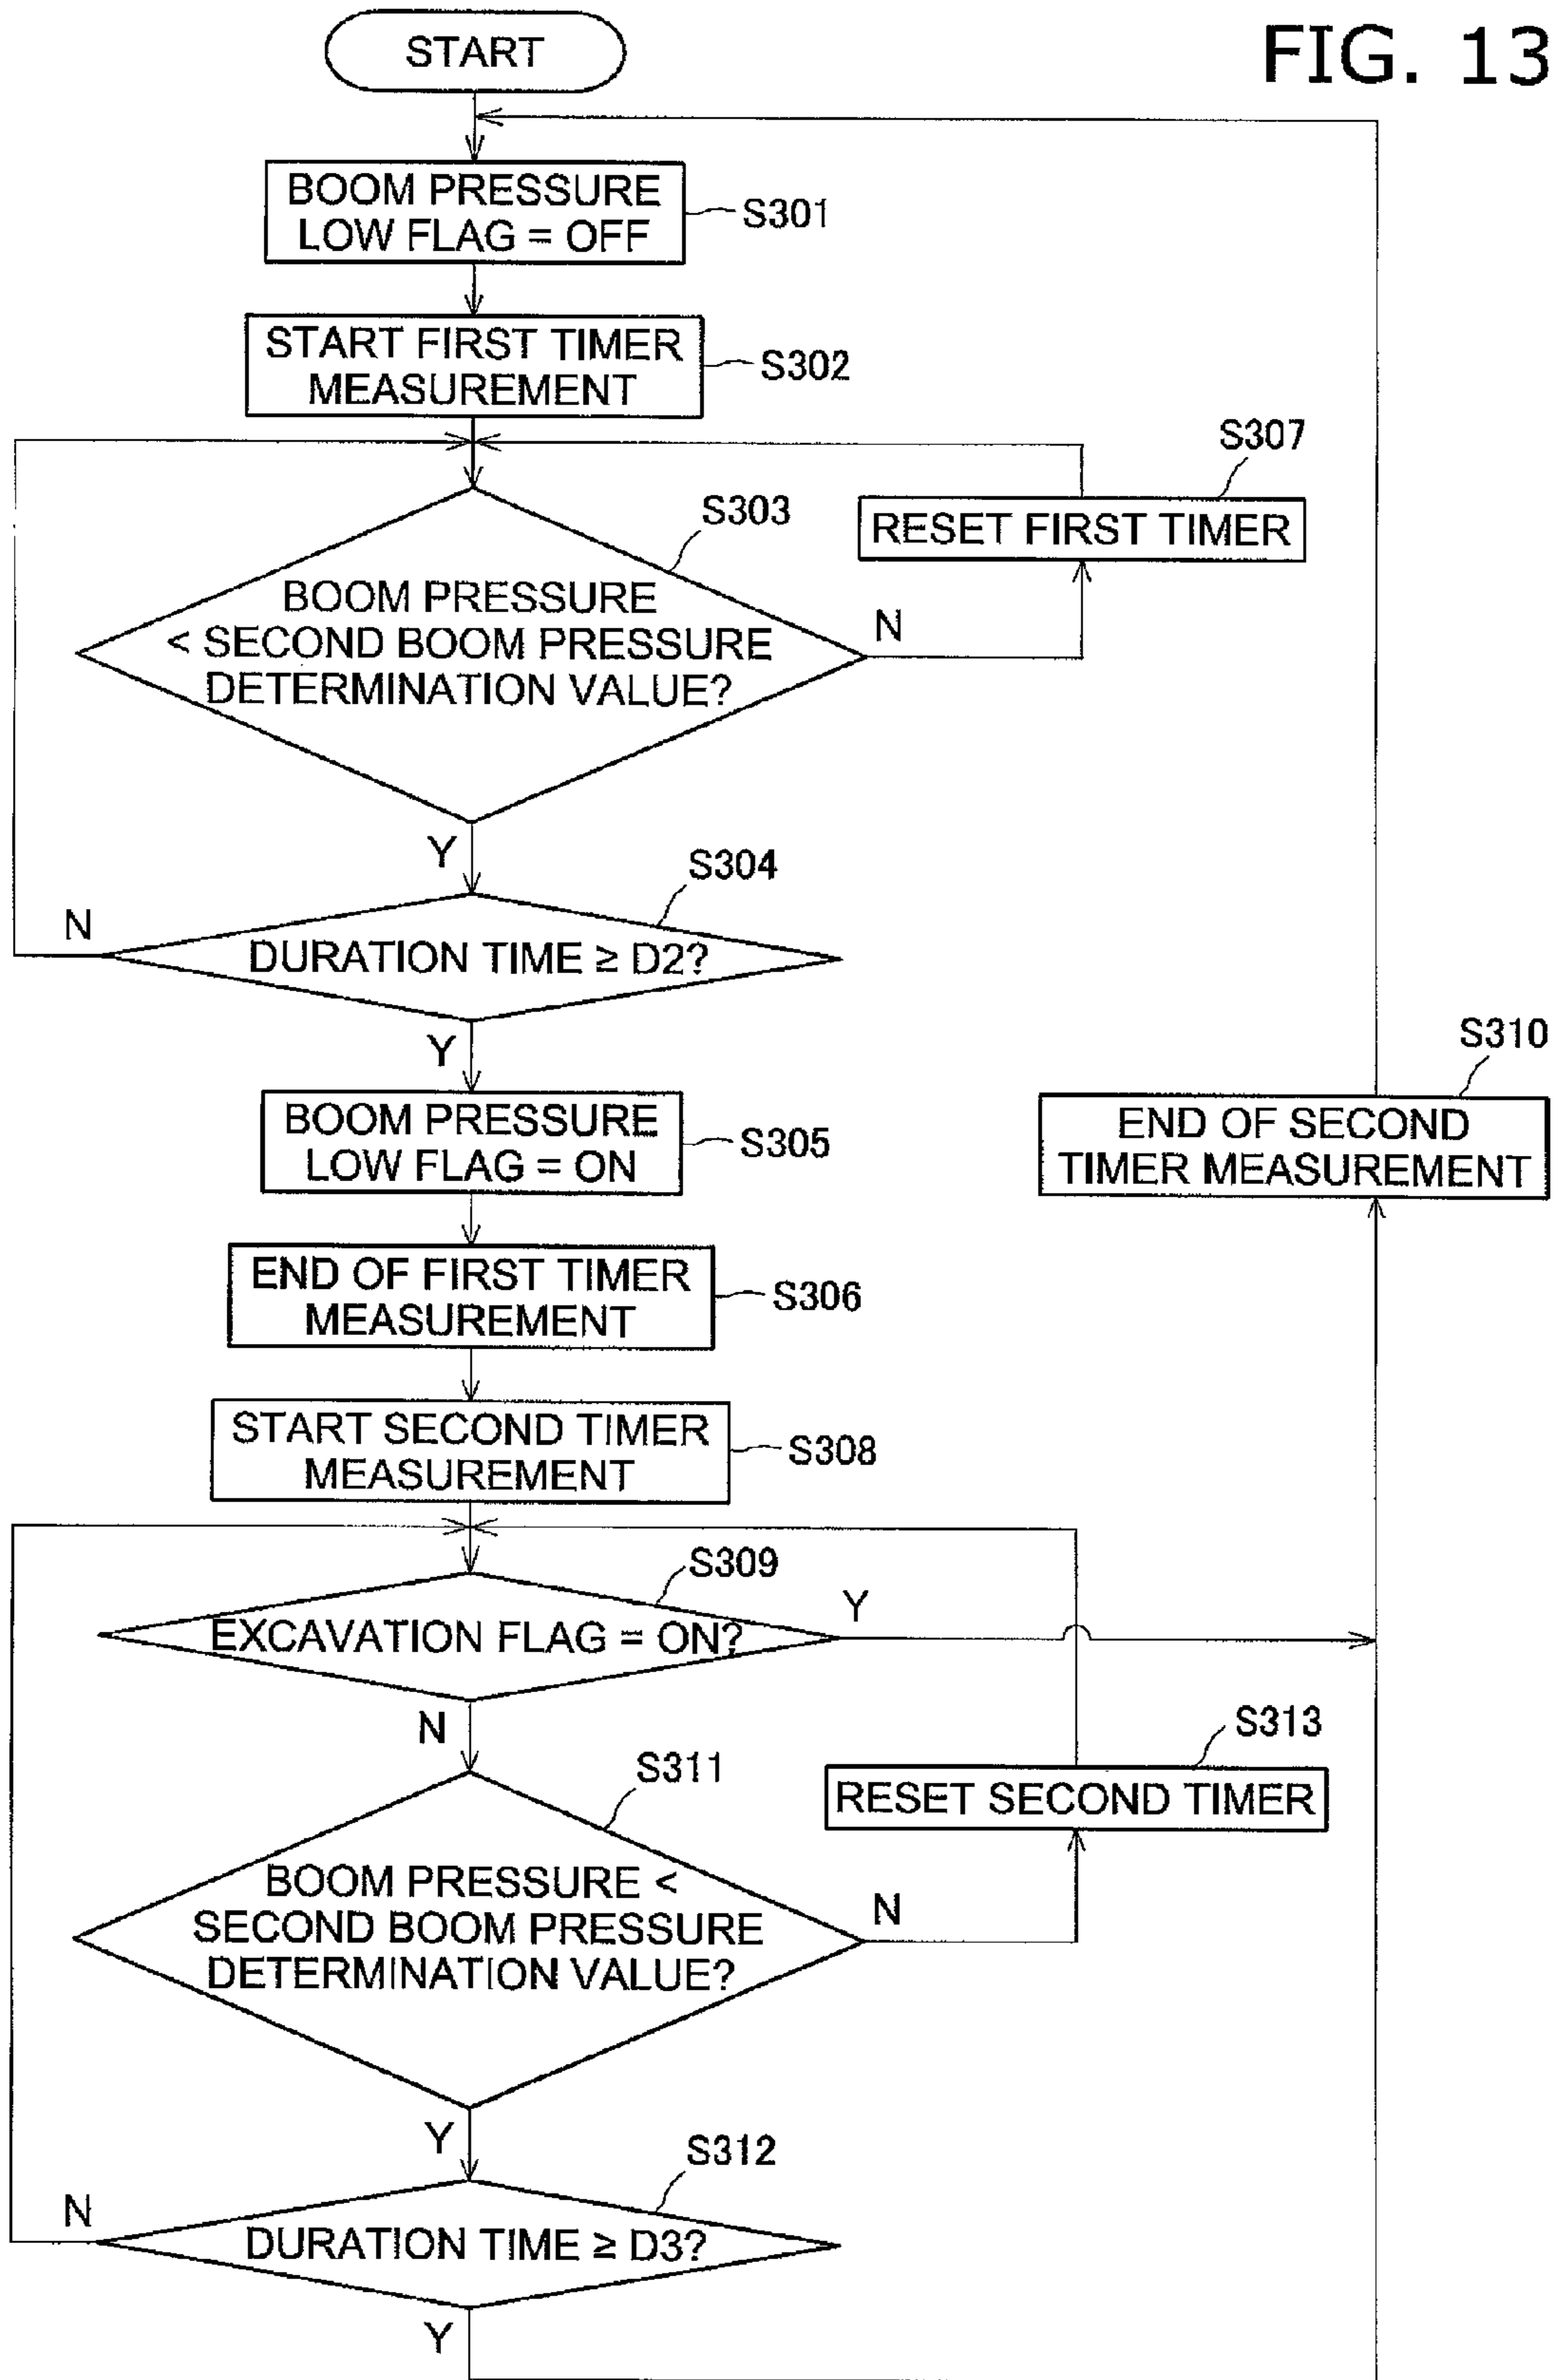 FIG. 13
START
BOOM PRESSURE
LOW FLAG = OFF
S301
START FIRST TIMER
MEASUREMENT
S302
S307
RESET FIRST TIMER
S303
BOOM PRESSURE
< SECOND BOOM PRESSURE
DETERMINATION VALUE?
N
Y
S304
N
DURATION TIME ≥ D2?
Y
BOOM PRESSURE
LOW FLAG = ON
S305
S310
END OF SECOND
TIMER MEASUREMENT
END OF FIRST TIMER
MEASUREMENT
S306
START SECOND TIMER
MEASUREMENT
S308
S309
EXCAVATION FLAG = ON?
Y
N
S313
RESET SECOND TIMER
S311
BOOM PRESSURE <
SECOND BOOM PRESSURE
DETERMINATION VALUE?
N
Y
S312
N
DURATION TIME ≥ D3?
Y